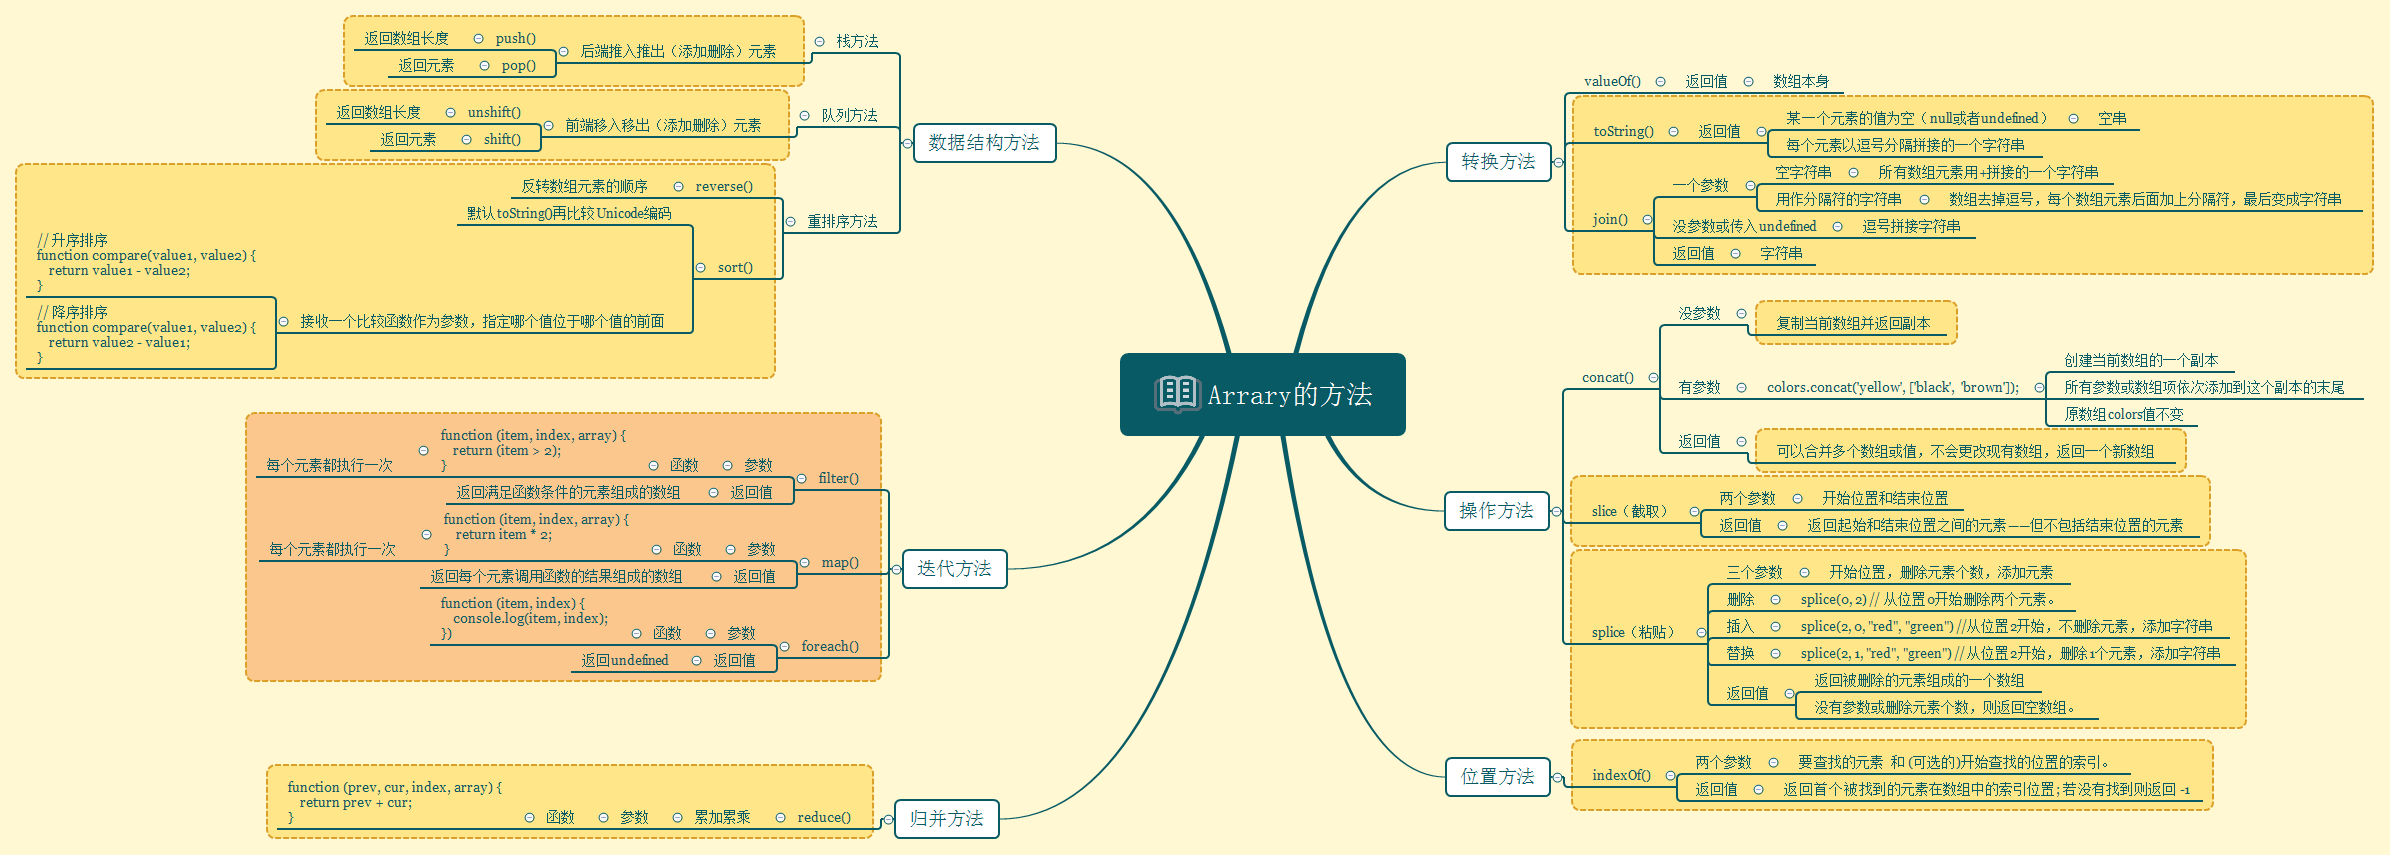 Arrary的方法
数据结构方法
栈方法
后端推入推出（添加删除）元素
push()
返回数组长度
pop()
返回元素
队列方法
前端移入移出（添加删除）元素
unshift()
返回数组长度
shift()
返回元素
重排序方法
reverse()
反转数组元素的顺序
sort()
默认toString()再比较Unicode编码
接收一个比较函数作为参数，指定哪个值位于哪个值的前面
// 升序排序
function compare(value1, value2) {
return value1 - value2;
}
// 降序排序
function compare(value1, value2) {
return value2 - value1;
}
迭代方法
filter()
参数
函数
function (item, index, array) {
return (item > 2);
}
每个元素都执行一次
返回值
返回满足函数条件的元素组成的数组
map()
参数
函数
function (item, index, array) {
return item * 2;
}
每个元素都执行一次
返回值
返回每个元素调用函数的结果组成的数组
foreach()
参数
函数
function (item, index) {
console.log(item, index);
})
返回值
返回undefined
归并方法
reduce()
累加累乘
参数
函数
function (prev, cur, index, array) {
return prev + cur;
}
转换方法
valueOf()
返回值
数组本身
toString()
返回值
某一个元素的值为空（null或者undefined）
空串
每个元素以逗号分隔拼接的一个字符串
join()
一个参数
空字符串
所有数组元素用+拼接的一个字符串
用作分隔符的字符串
数组去掉逗号，每个数组元素后面加上分隔符，最后变成字符串
没参数或传入undefined
逗号拼接字符串
返回值
字符串
操作方法
concat()
没参数
复制当前数组并返回副本
有参数
colors.concat('yellow', ['black', 'brown']);
创建当前数组的一个副本
所有参数或数组项依次添加到这个副本的末尾
原数组colors值不变
返回值
可以合并多个数组或值，不会更改现有数组，返回一个新数组
slice（截取）
两个参数
开始位置和结束位置
返回值
返回起始和结束位置之间的元素——但不包括结束位置的元素
splice（粘贴）
三个参数
开始位置，删除元素个数，添加元素
删除
splice(0, 2) // 从位置0开始删除两个元素。
插入
splice(2, 0, "red", "green") //从位置2开始，不删除元素，添加字符串
替换
splice(2, 1, "red", "green") // 从位置2开始，删除1个元素，添加字符串
返回值
返回被删除的元素组成的一个数组
没有参数或删除元素个数，则返回空数组。
位置方法
indexOf()
两个参数
要查找的元素 和 (可选的)开始查找的位置的索引。
返回值
返回首个被找到的元素在数组中的索引位置; 若没有找到则返回 -1